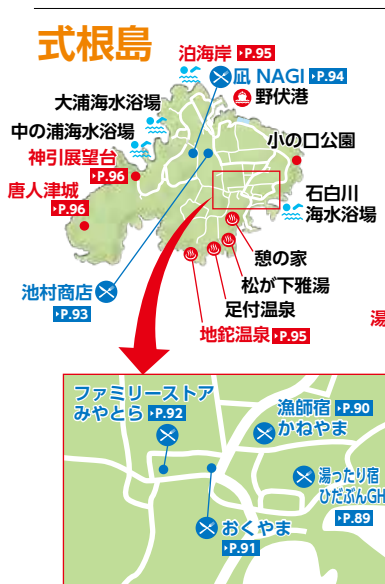 式根島
泊海岸 ▸P.95
凪 NAGI ▸P.94
野伏港
大浦海水浴場
中の浦海水浴場
神引展望台
▸P.96
小の口公園
唐人津城
▸P.96
石白川
海水浴場
憩の家
松が下雅湯
足付温泉
地鉈温泉 ▸P.95
池村商店
▸P.93
湯
ファミリーストア
みやとら ▸P.92
漁師宿 ▸P.90
かねやま
湯ったり宿
ひだぶんGH
▸P.89
おくやま
▸P.91